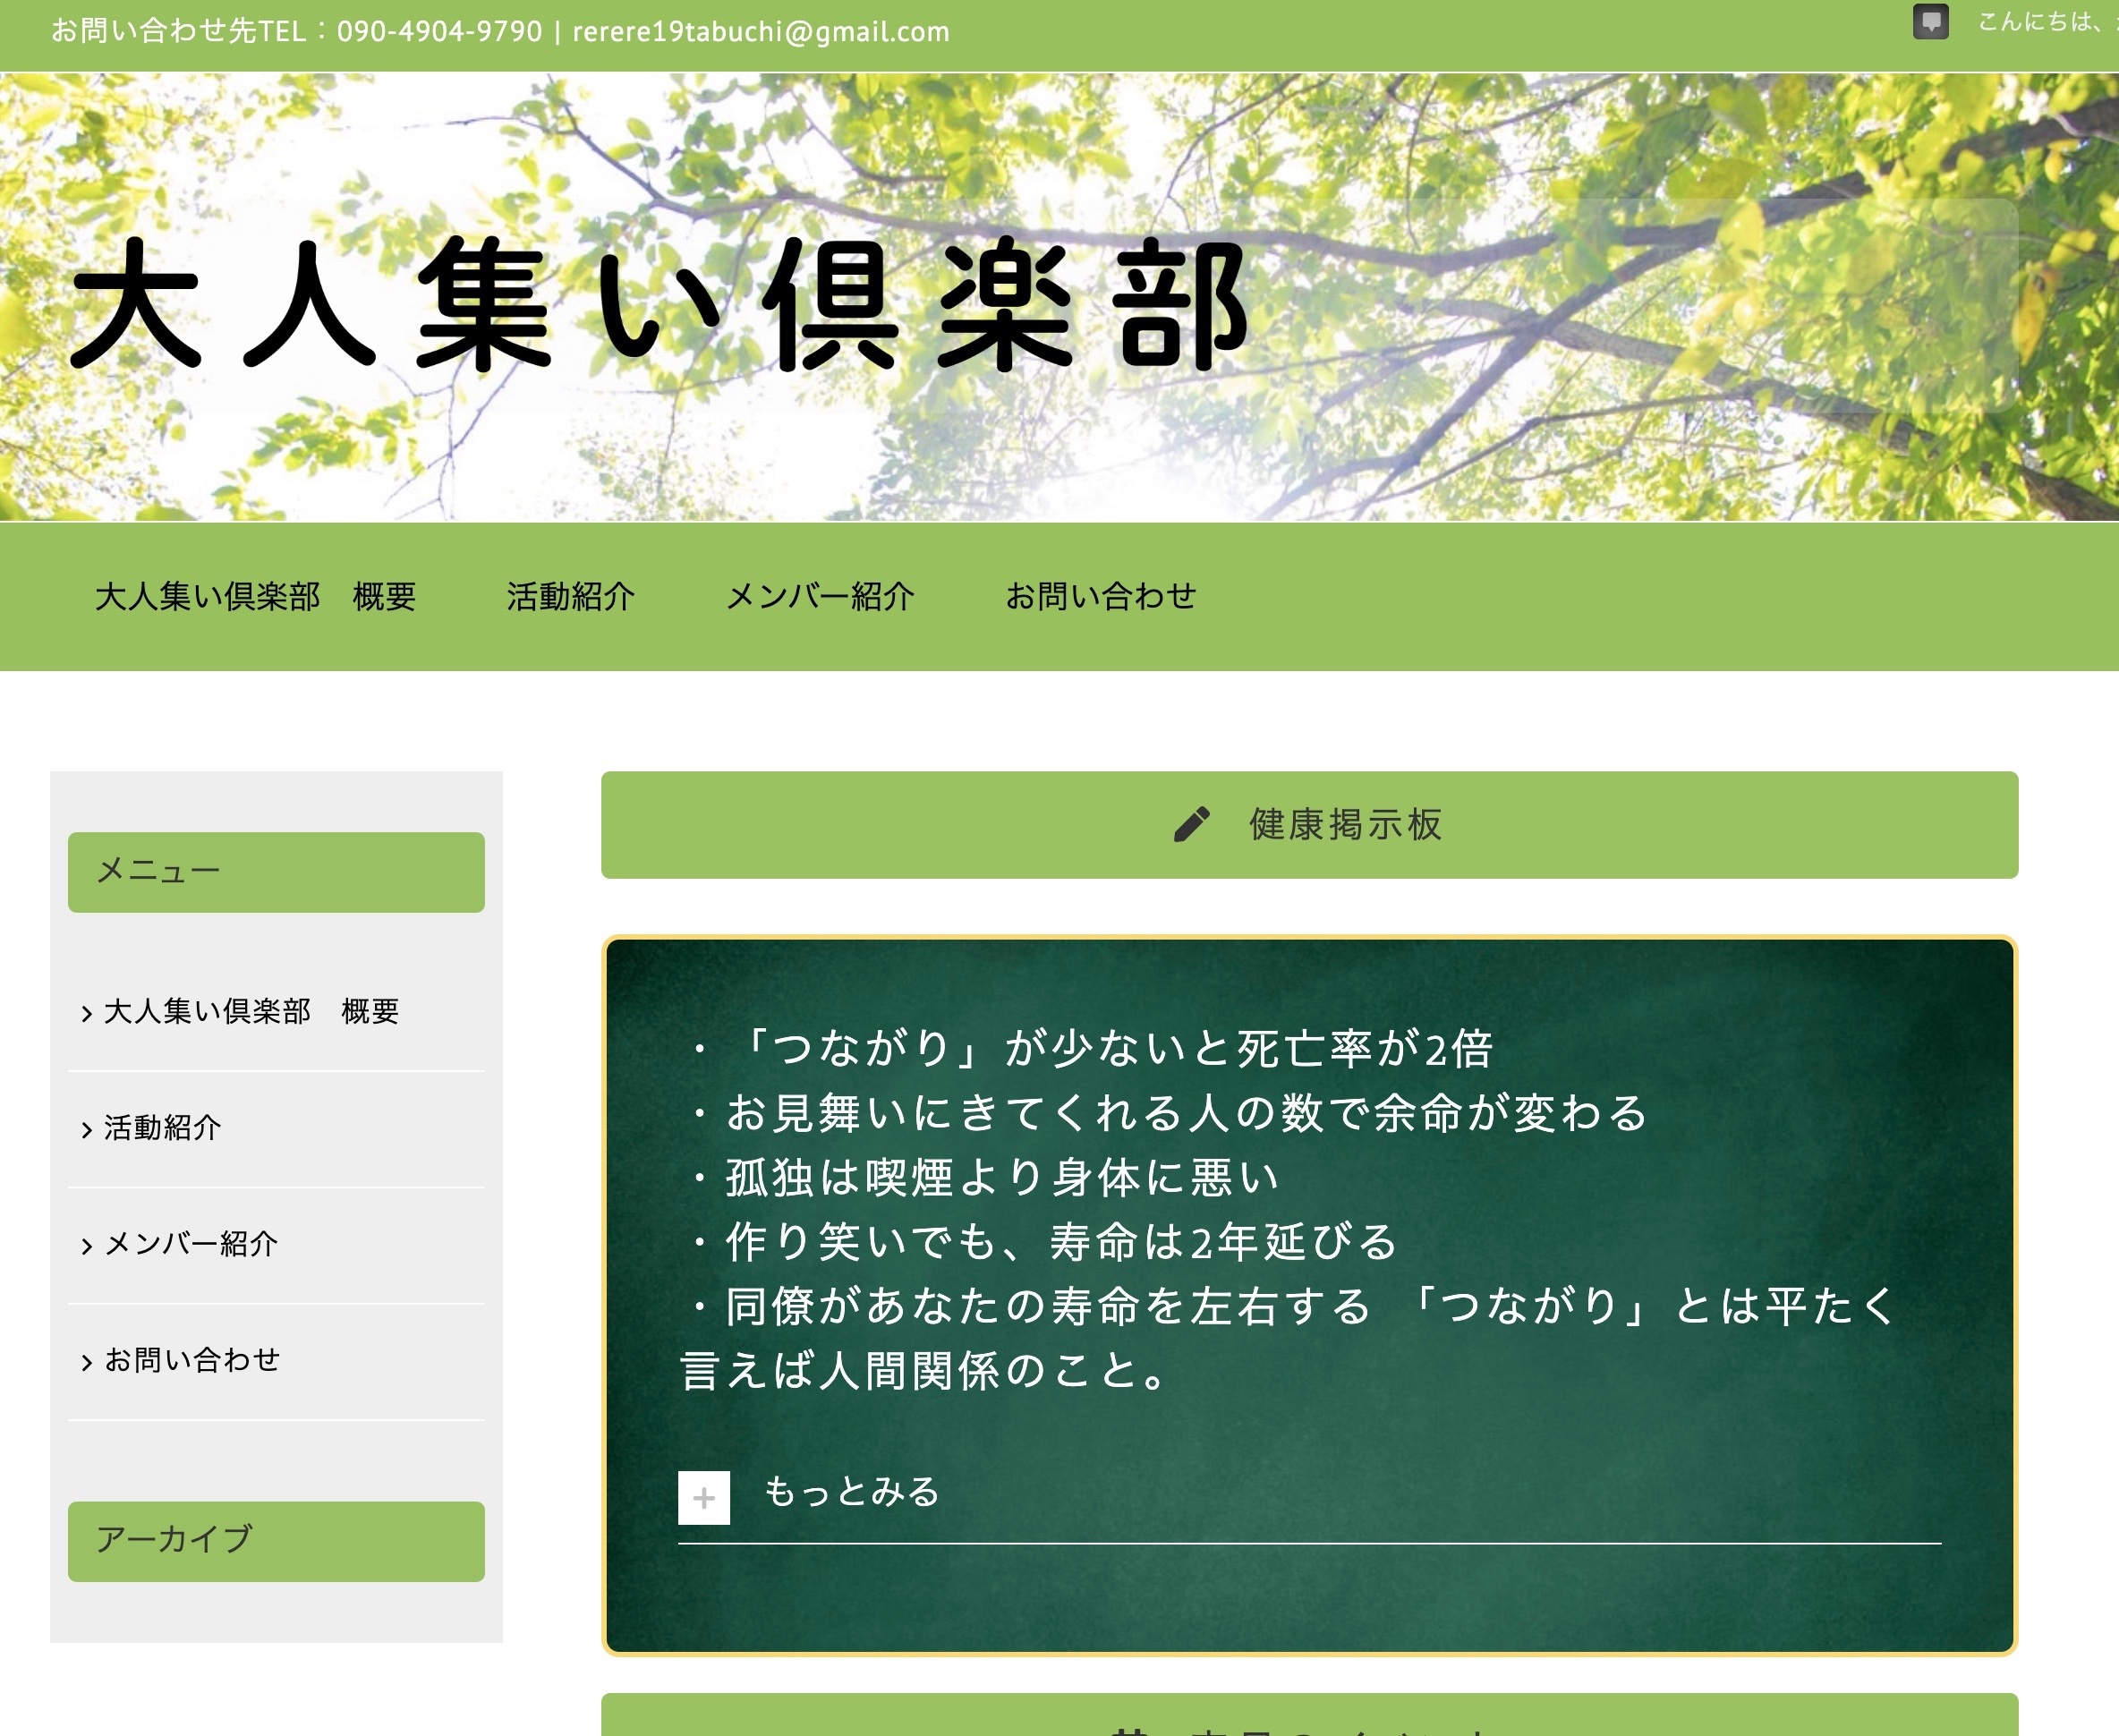 お問い合わせ先TEL：090-4904-9790 | rerere19tabuchi@gmail.com
こんにちは、
大人集い倶楽部
大人集い倶楽部　概要
活動紹介
メンバー紹介
お問い合わせ
メニュー
大人集い倶楽部　概要
活動紹介
メンバー紹介
お問い合わせ
アーカイブ
健康掲示板
・「つながり」が少ないと死亡率が2倍
・お見舞いにきてくれる人の数で余命が変わる
・孤独は喫煙より身体に悪い
・作り笑いでも、寿命は2年延びる
・同僚があなたの寿命を左右する 「つながり」とは平たく
言えば人間関係のこと。
もっとみる